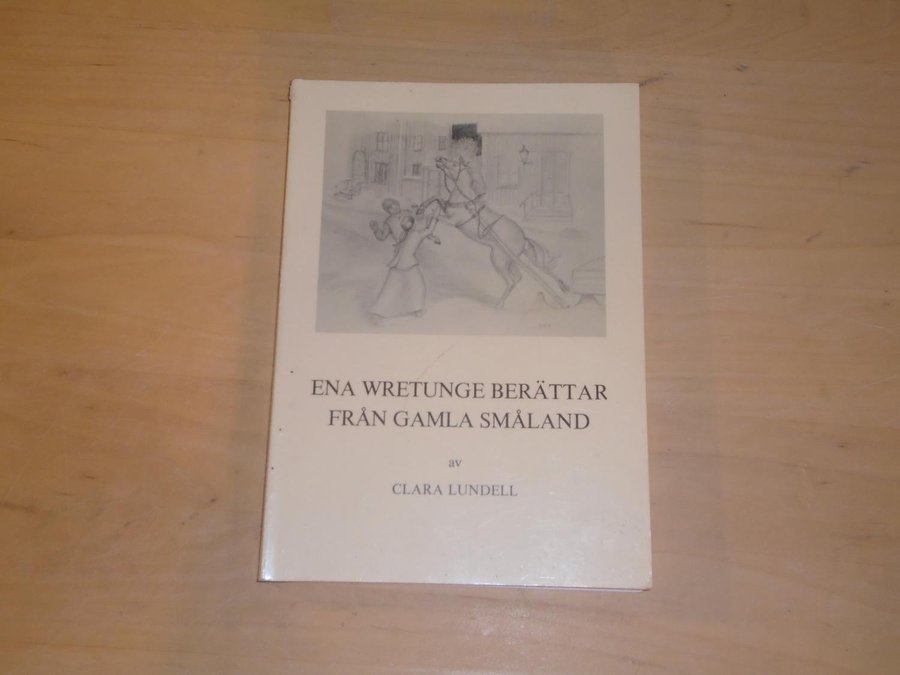 ENA WRETUNGE BERÄTTAR
FRÅN GAMLA SMÅLAND
av
CLARA LUNDELL